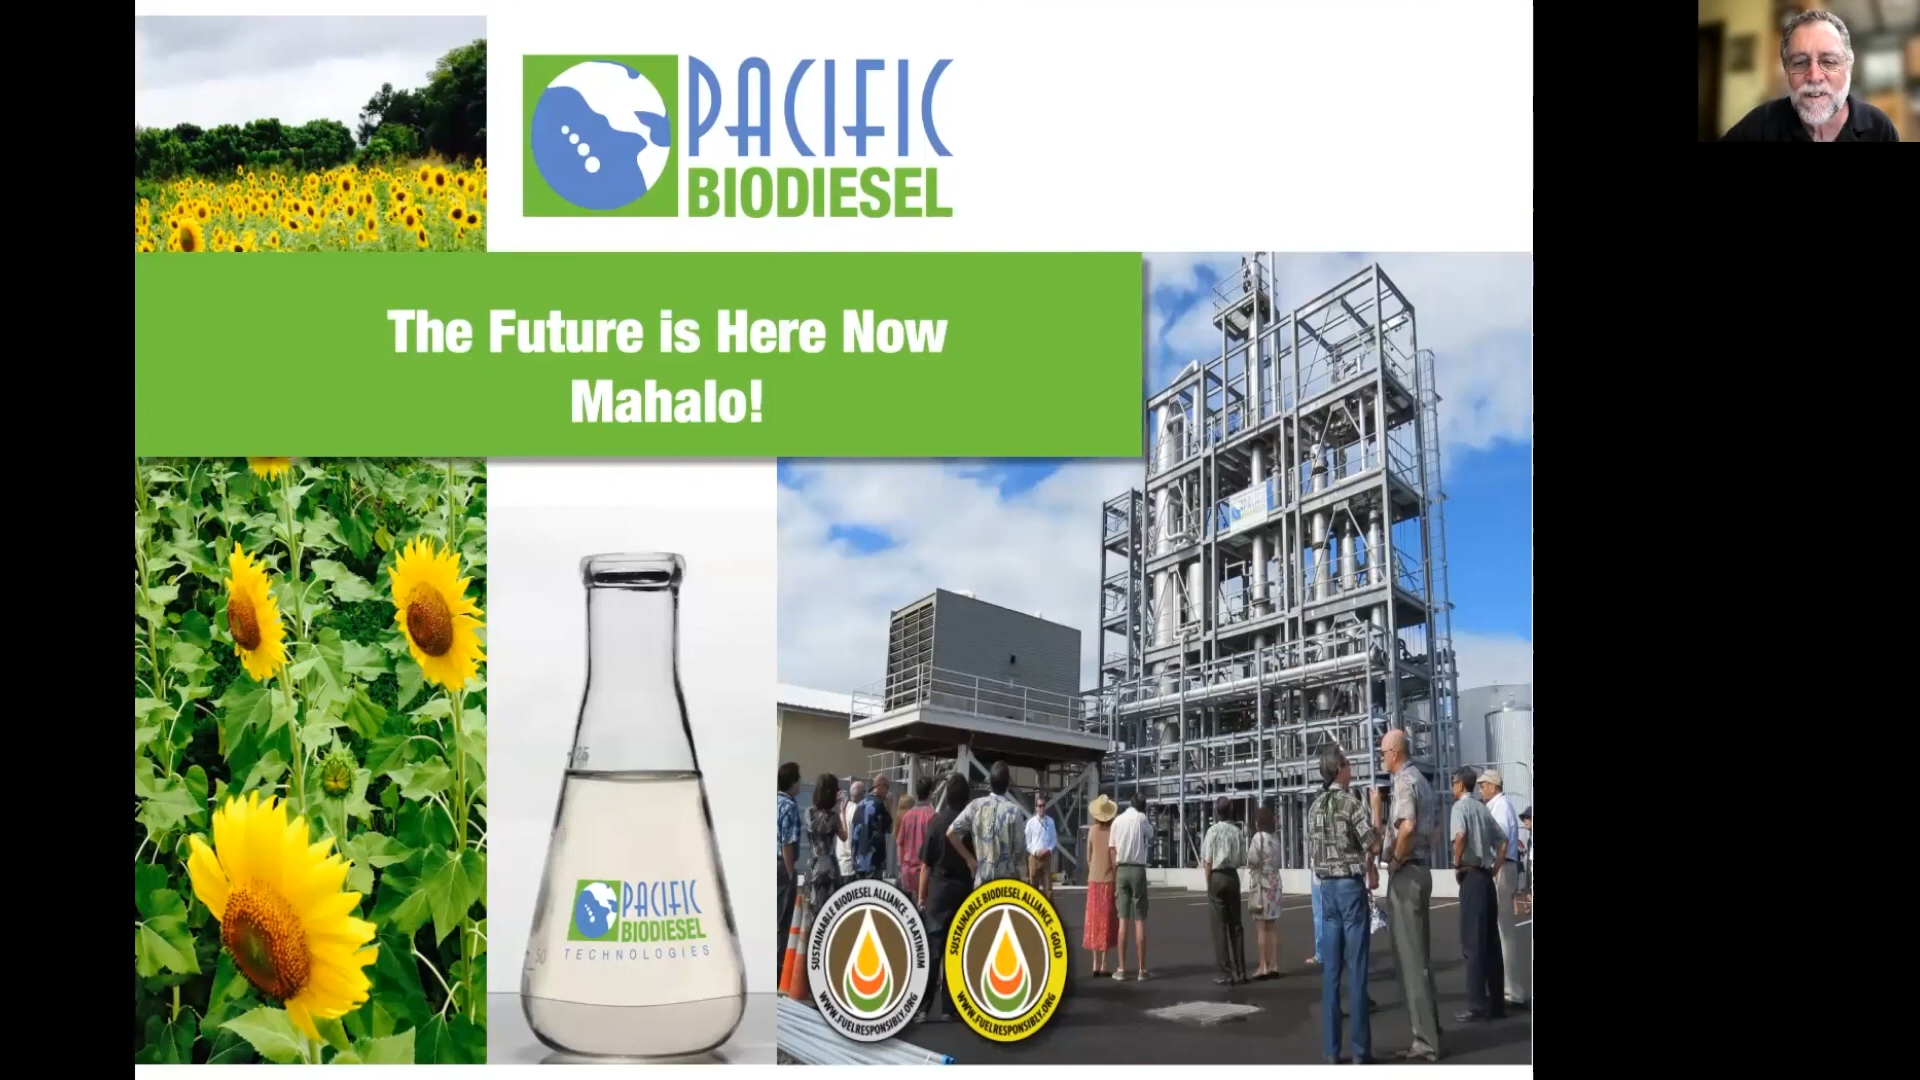 PACIFIC
BIODIESEL
The Future is Here Now
Mahalo!
PACIFIC
BIODIESEL
TECHNOLOGIES
SUSTAINABLE BIODIESEL ALLIANCE - PLATINUM
WWW.FUELRESPONSIBLY.ORG
SUSTAINABLE BIODIESEL ALLIANCE - GOLD
WWW.FUELRESPONSIBLY.ORG